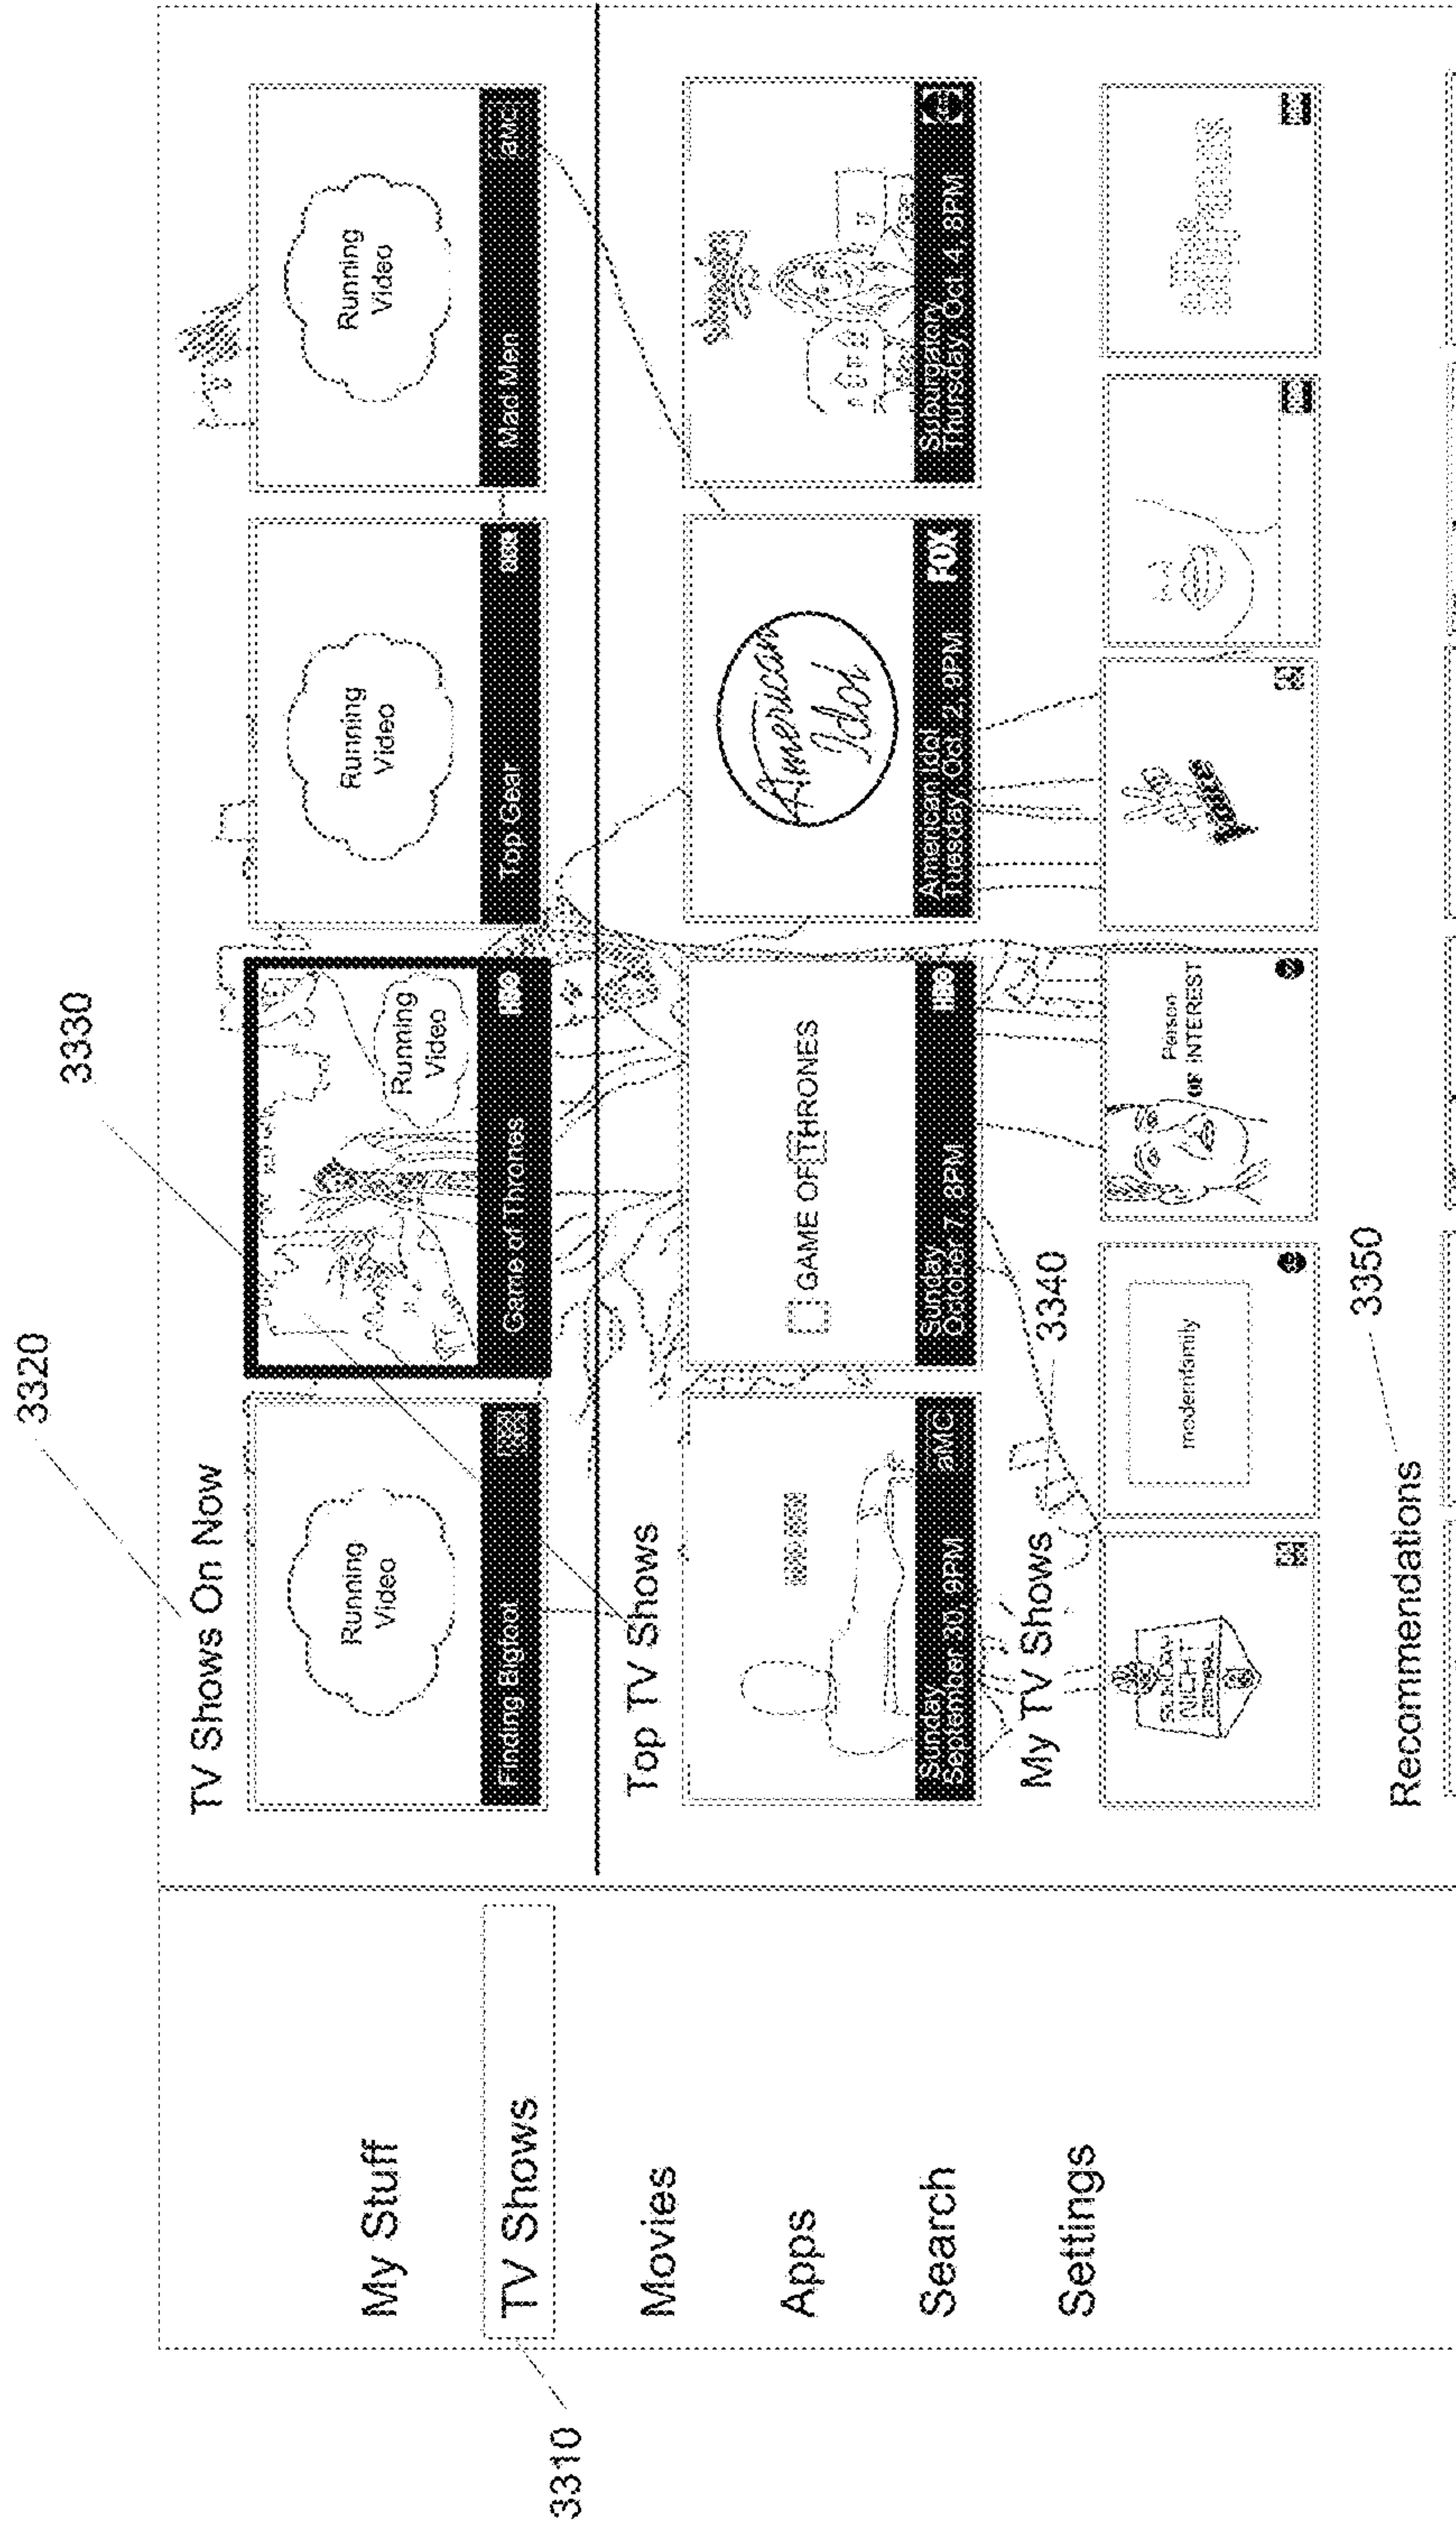 3320
3330
TV Shows On Now
Running
Video
Finding Bigfoot
Running
Video
Game of Thrones
HBO
Running
Video
Top Gear
Running
Video
Mad Men
aMC
3310
My Stuff
TV Shows
Movies
Apps
Search
Settings
Top TV Shows
Sunday
September 30, 9PM
aMC
GAME OF THRONES
Sunday
October 7, 8PM
HBO
American
Idol
American Idol
Tuesday, Oct 2, 9PM
FOX
Suburgatory
Thursday, Oct 4, 8PM
My TV Shows
3340
SUNDAY
NIGHT
FOOTBALL
modernfamily
Person
OF INTEREST
Recommendations
3350